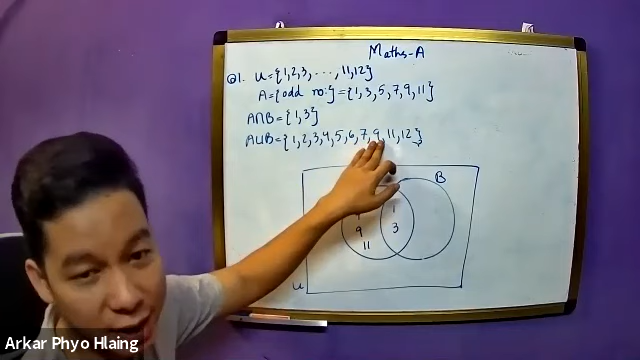 Maths-A
Q1. U={1,2,3,...,11,12}
A={odd no:}={1,3,5,7,9,11}
A∩B={1,3}
A∪B={1,2,3,4,5,6,7,9,11,12}
B
1
9 3
11
U
Arkar Phyo Hlaing